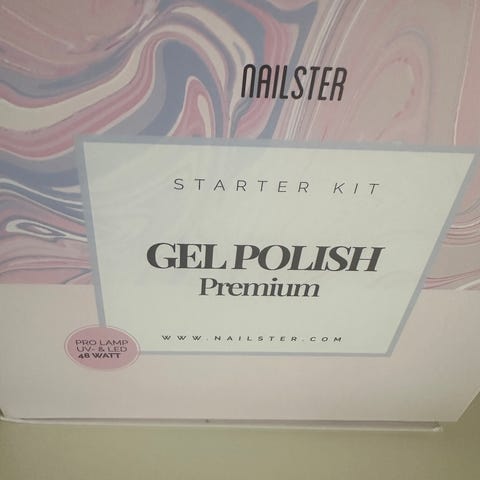 NAILSTER
STARTER KIT
GEL POLISH
Premium
WWW.NAILSTER.COM
PRO LAMP
UV- & LED
48 WATT